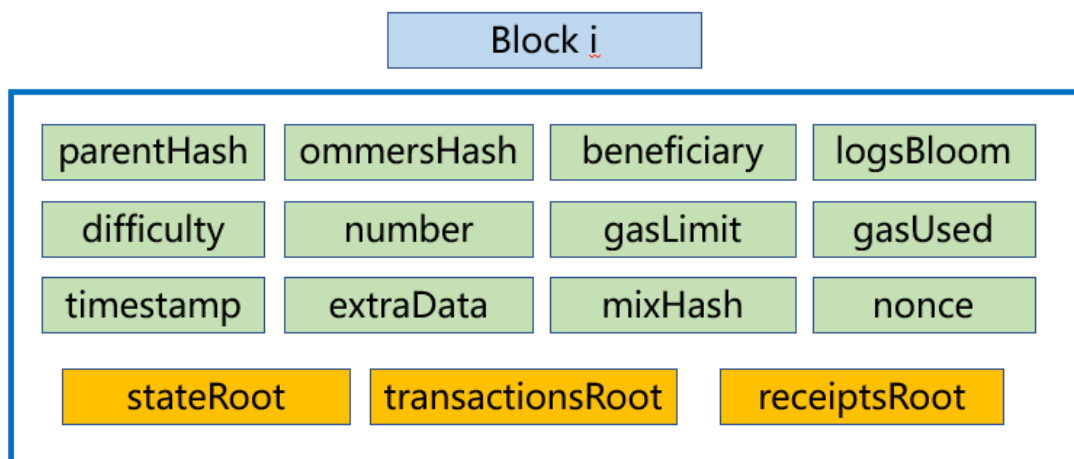 Block i
parentHash ommersHash beneficiary logsBloom
difficulty number gasLimit gasUsed
timestamp extraData mixHash nonce
stateRoot transactionsRoot receiptsRoot